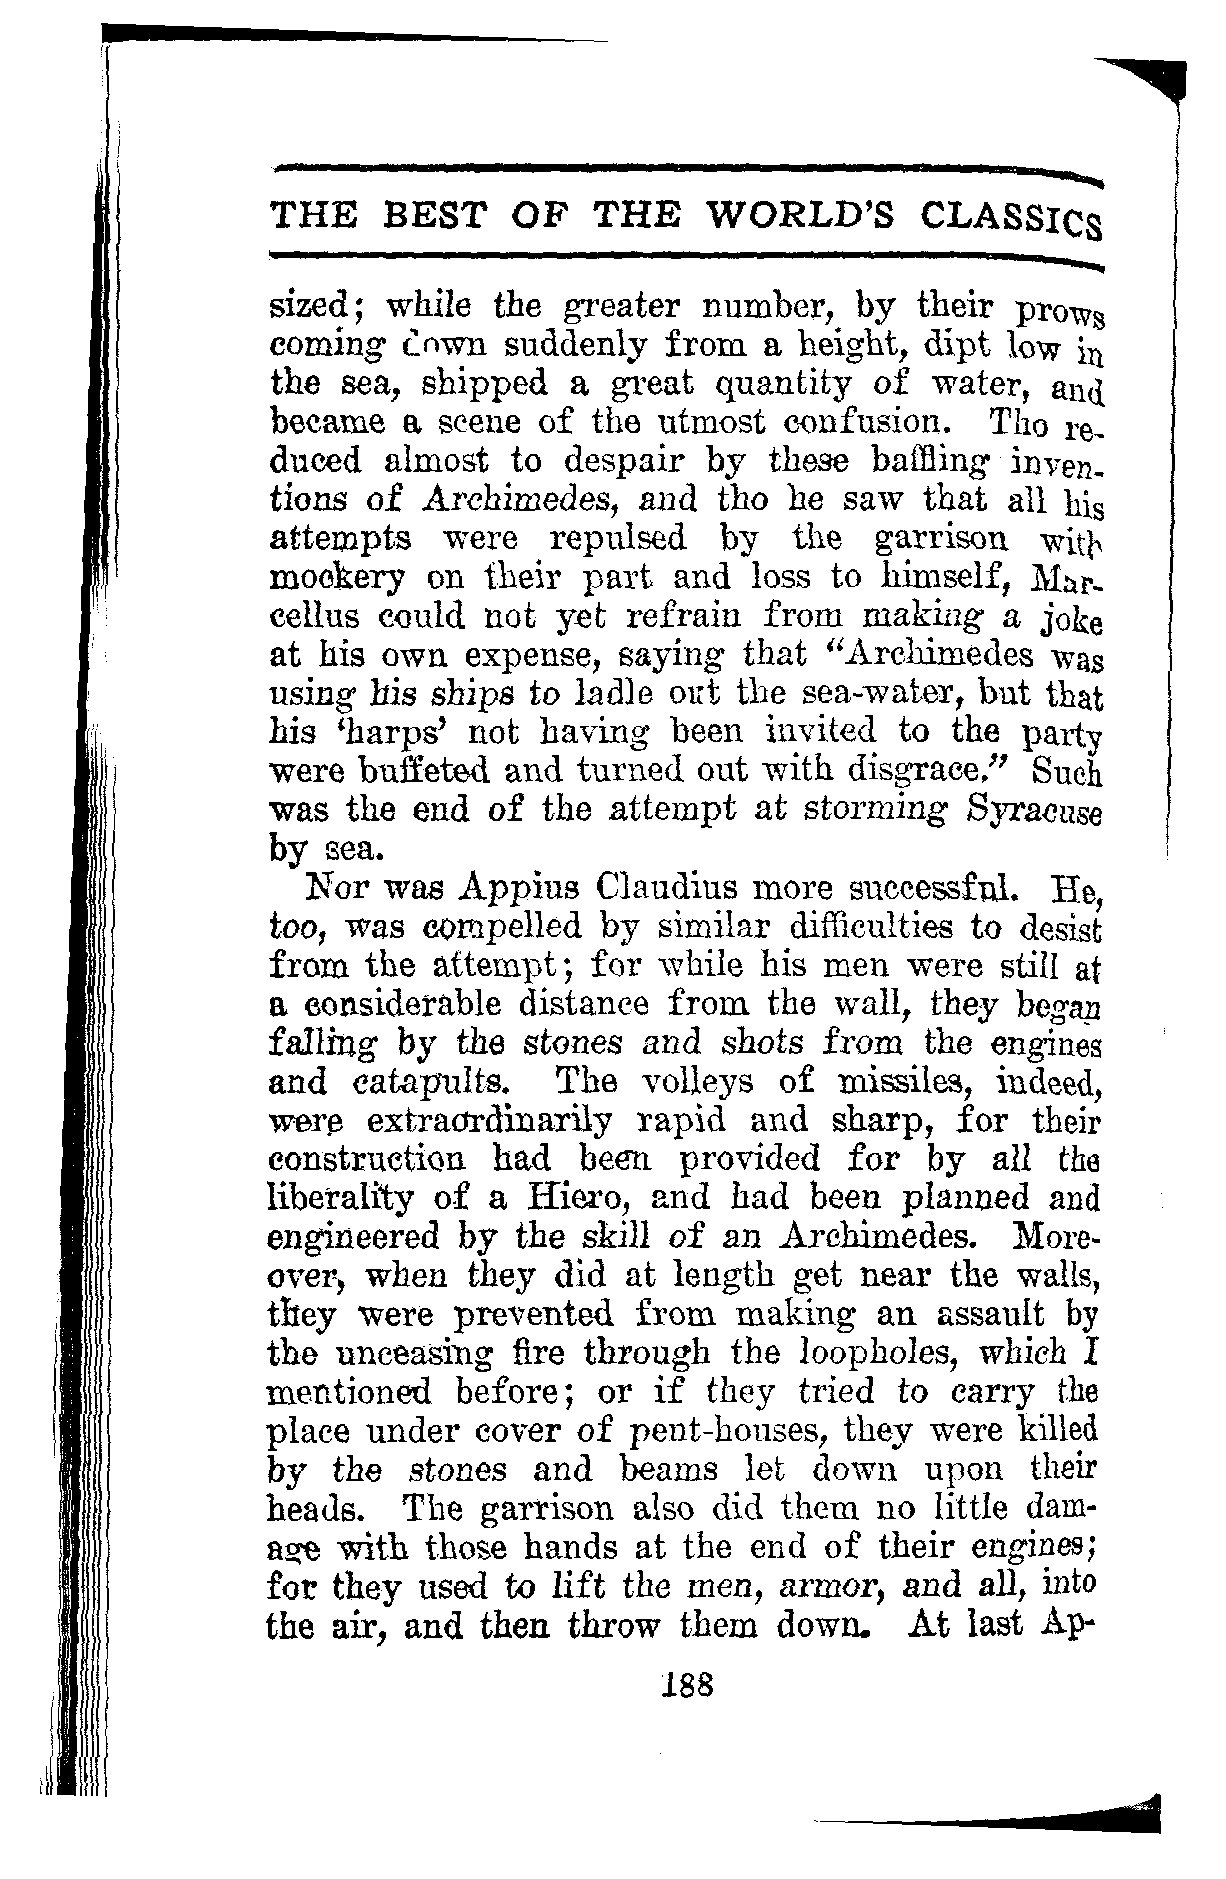 THE BEST OF THE WORLD'S CLASSICS
sized; while the greater number, by their prows
coming down suddenly from a height, dipt low in
the sea, shipped a great quantity of water, and
became a scene of the utmost confusion. Tho re-
duced almost to despair by these baffling inven-
tions of Archimedes, and tho he saw that all his
attempts were repulsed by the garrison with
mockery on their part and loss to himself, Mar-
cellus could not yet refrain from making a joke
at his own expense, saying that "Archimedes was
using his ships to ladle out the sea-water, but that
his 'harps' not having been invited to the party
were buffeted and turned out with disgrace." Such
was the end of the attempt at storming Syracuse
by sea.
Nor was Appius Claudius more successful. He,
too, was compelled by similar difficulties to desist
from the attempt; for while his men were still at
a considerable distance from the wall, they began
falling by the stones and shots from the engines
and catapults. The volleys of missiles, indeed,
were extraordinarily rapid and sharp, for their
construction had been provided for by all the
liberality of a Hiero, and had been planned and
engineered by the skill of an Archimedes. More-
over, when they did at length get near the walls,
they were prevented from making an assault by
the unceasing fire through the loopholes, which I
mentioned before; or if they tried to carry the
place under cover of pent-houses, they were killed
by the stones and beams let down upon their
heads. The garrison also did them no little dam-
age with those hands at the end of their engines;
for they used to lift the men, armor, and all, into
the air, and then throw them down. At last Ap-
188